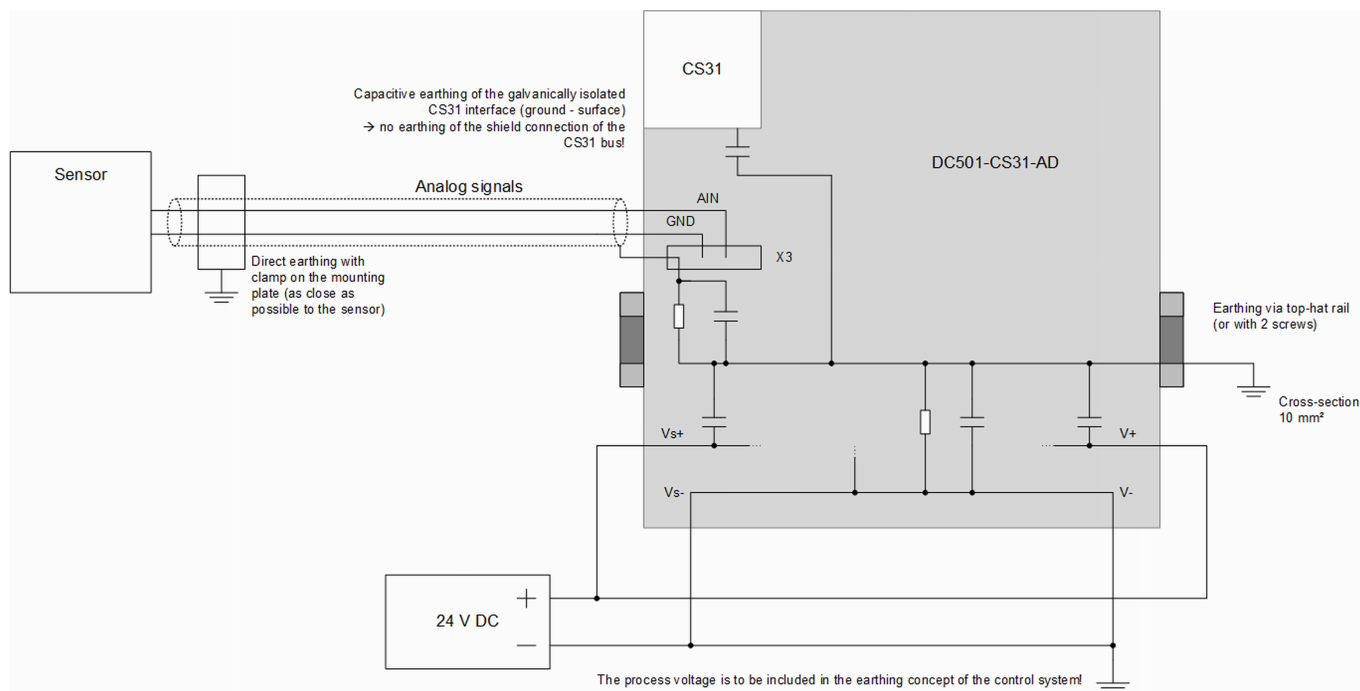 CS31
Capacitive earthing of the galvanically isolated
CS31 interface (ground - surface)
→ no earthing of the shield connection of the
CS31 bus!
DC501-CS31-AD
Sensor
Analog signals
AIN
GND
X3
Direct earthing with
clamp on the mounting
plate (as close as
possible to the sensor)
Earthing via top-hat rail
(or with 2 screws)
Cross-section
10 mm²
Vs+
V+
Vs-
V-
24 V DC
+
–
The process voltage is to be included in the earthing concept of the control system!